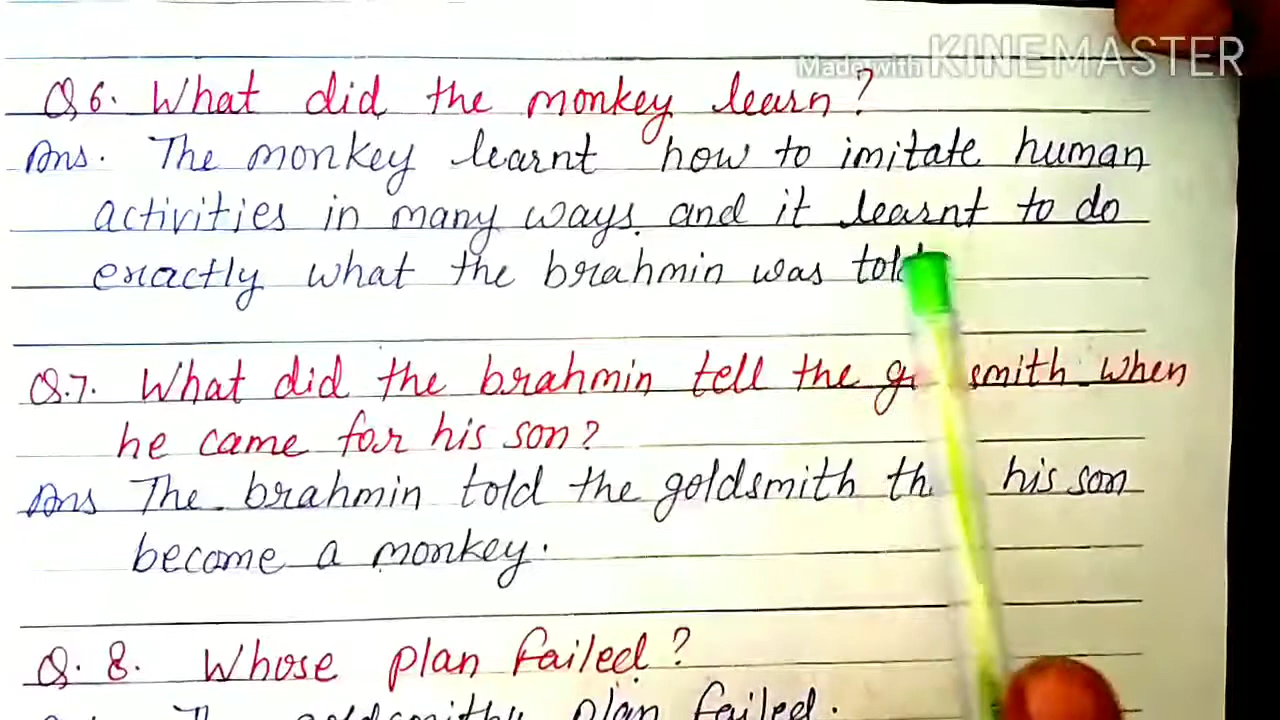 Made with KINEMASTER
Q6. What did the monkey learn?
Ans. The monkey learnt how to imitate human
activities in many ways and it learnt to do
exactly what the brahmin was told
Q.7. What did the brahmin tell the smith when
he came for his son?
Ans The brahmin told the goldsmith his son
become a monkey.
Q. 8. Whose plan failed?
plan failed.